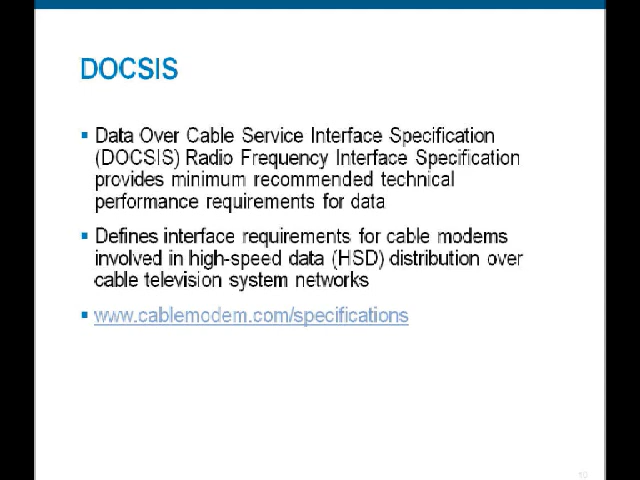 DOCSIS
▪ Data Over Cable Service Interface Specification
(DOCSIS) Radio Frequency Interface Specification
provides minimum recommended technical
performance requirements for data
▪ Defines interface requirements for cable modems
involved in high-speed data (HSD) distribution over
cable television system networks
▪ www.cablemodem.com/specifications
10